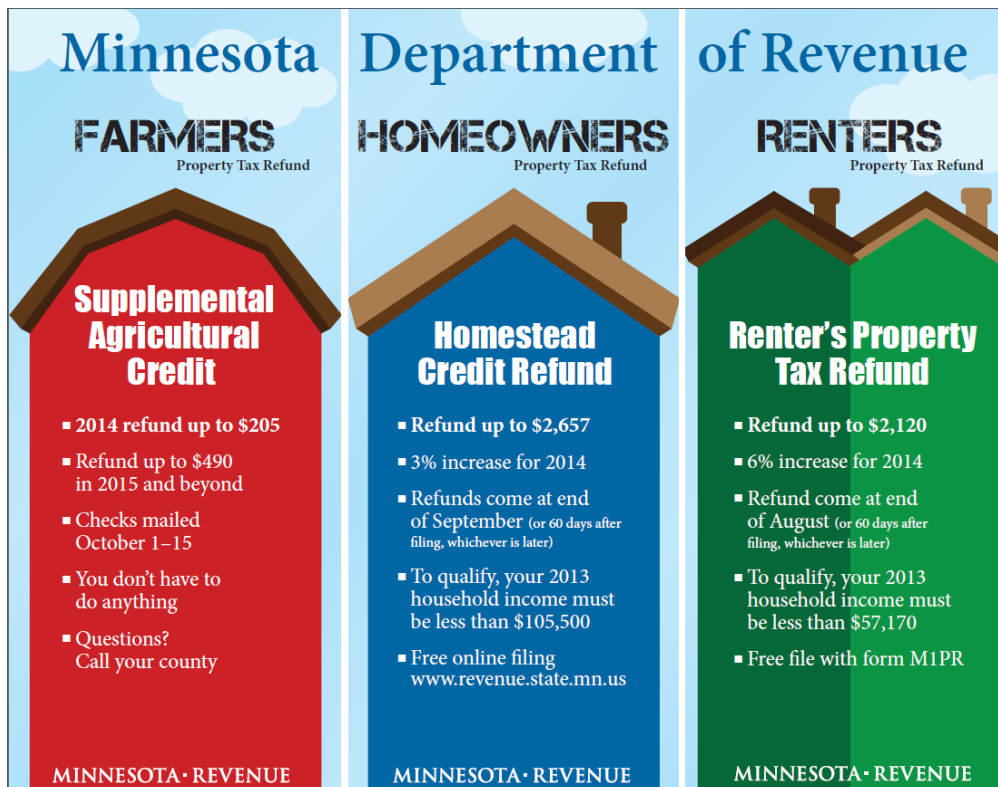 Minnesota Department of Revenue
FARMERS
Property Tax Refund
Supplemental
Agricultural
Credit
▪ 2014 refund up to $205
▪ Refund up to $490
in 2015 and beyond
▪ Checks mailed
October 1–15
▪ You don’t have to
do anything
▪ Questions?
Call your county
MINNESOTA▪REVENUE
HOMEOWNERS
Property Tax Refund
Homestead
Credit Refund
▪ Refund up to $2,657
▪ 3% increase for 2014
▪ Refunds come at end
of September (or 60 days after
filing, whichever is later)
▪ To qualify, your 2013
household income must
be less than $105,500
▪ Free online filing
www.revenue.state.mn.us
MINNESOTA▪REVENUE
RENTERS
Property Tax Refund
Renter’s Property
Tax Refund
▪ Refund up to $2,120
▪ 6% increase for 2014
▪ Refund come at end
of August (or 60 days after
filing, whichever is later)
▪ To qualify, your 2013
household income must
be less than $57,170
▪ Free file with form M1PR
MINNESOTA▪REVENUE